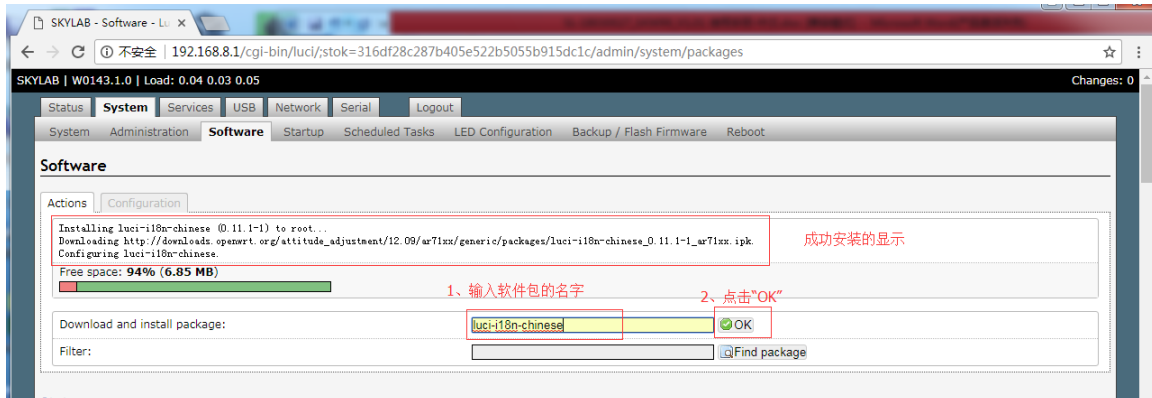 SKYLAB - Software - Lu
不安全 | 192.168.8.1/cgi-bin/luci/;stok=316df28c287b405e522b5055b915dc1c/admin/system/packages
SKYLAB | W0143.1.0 | Load: 0.04 0.03 0.05 Changes: 0
Status System Services USB Network Serial Logout
System Administration Software Startup Scheduled Tasks LED Configuration Backup / Flash Firmware Reboot
Software
Actions Configuration
Installing luci-i18n-chinese (0.11.1-1) to root...
Downloading http://downloads.openwrt.org/attitude_adjustment/12.09/ar71xx/generic/packages/luci-i18n-chinese_0.11.1-1_ar71xx.ipk.
Configuring luci-i18n-chinese.
成功安装的显示
Free space: 94% (6.85 MB)
1、输入软件包的名字
2、点击“OK”
Download and install package: luci-i18n-chinese OK
Filter: Find package